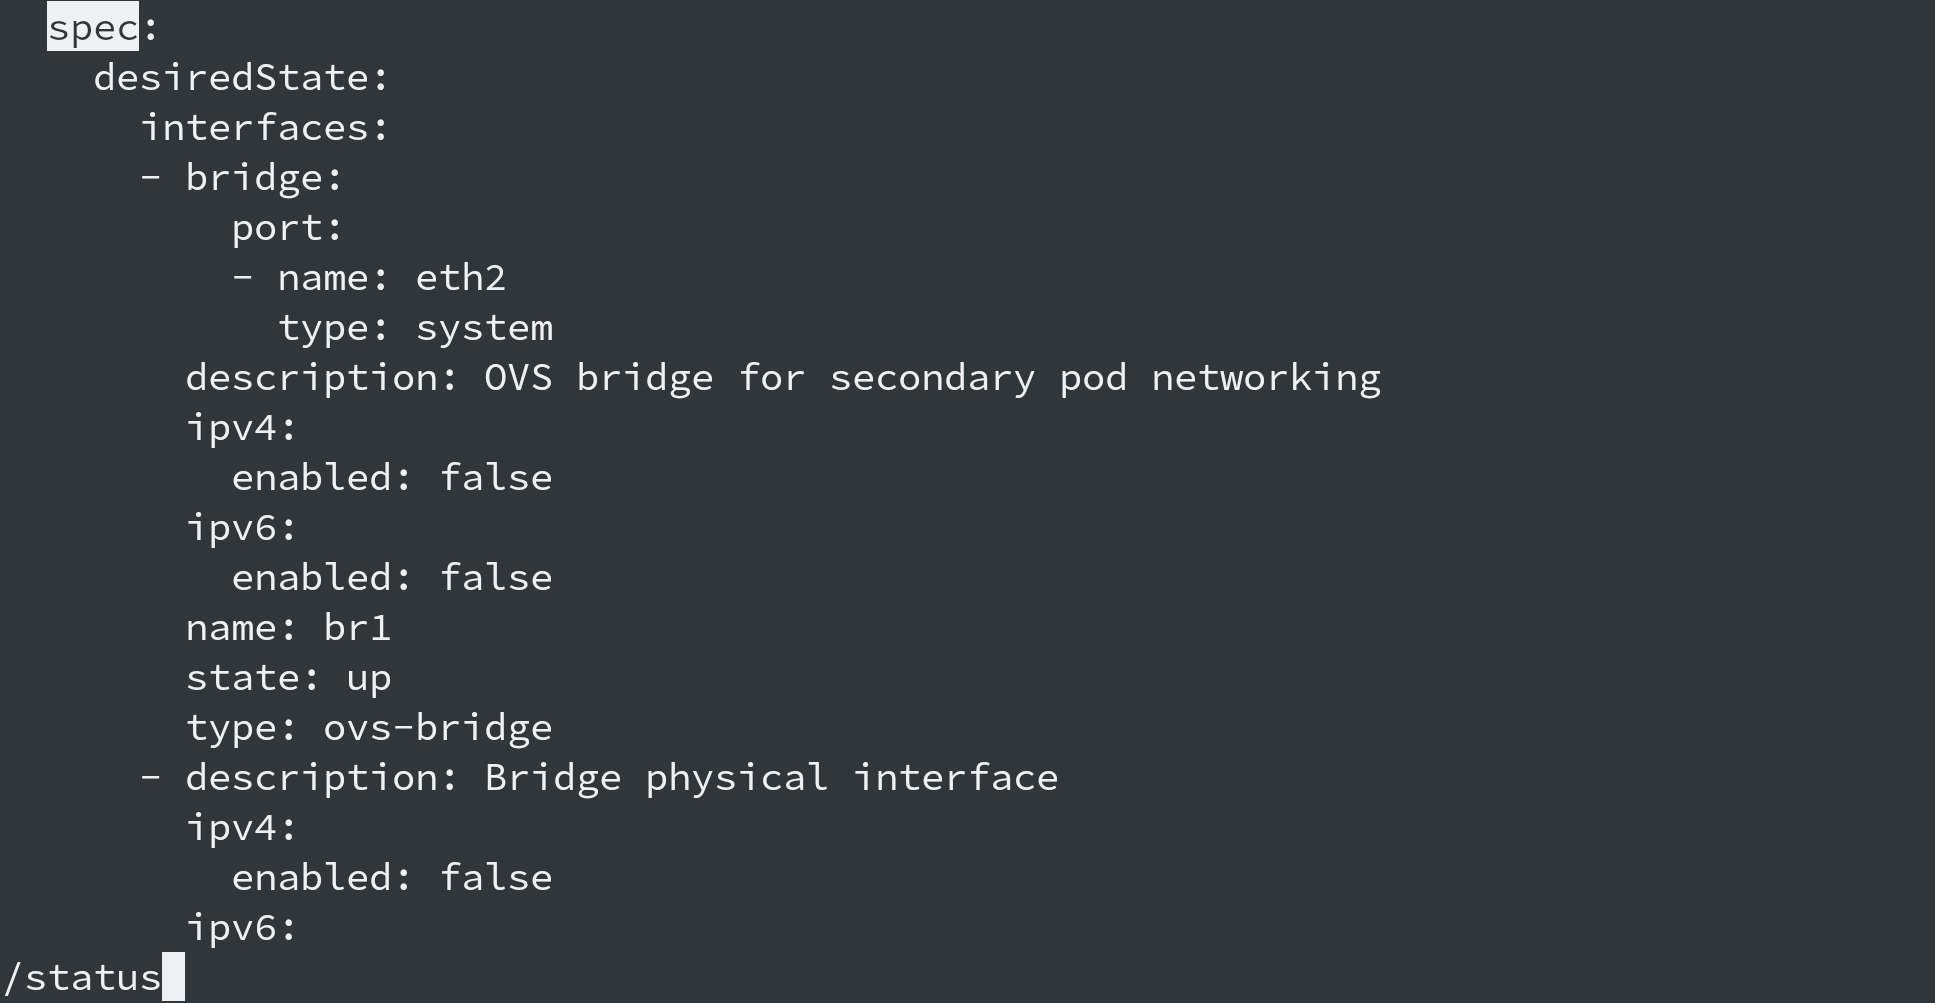 spec:
desiredState:
interfaces:
- bridge:
port:
- name: eth2
type: system
description: OVS bridge for secondary pod networking
ipv4:
enabled: false
ipv6:
enabled: false
name: br1
state: up
type: ovs-bridge
- description: Bridge physical interface
ipv4:
enabled: false
ipv6:
/status